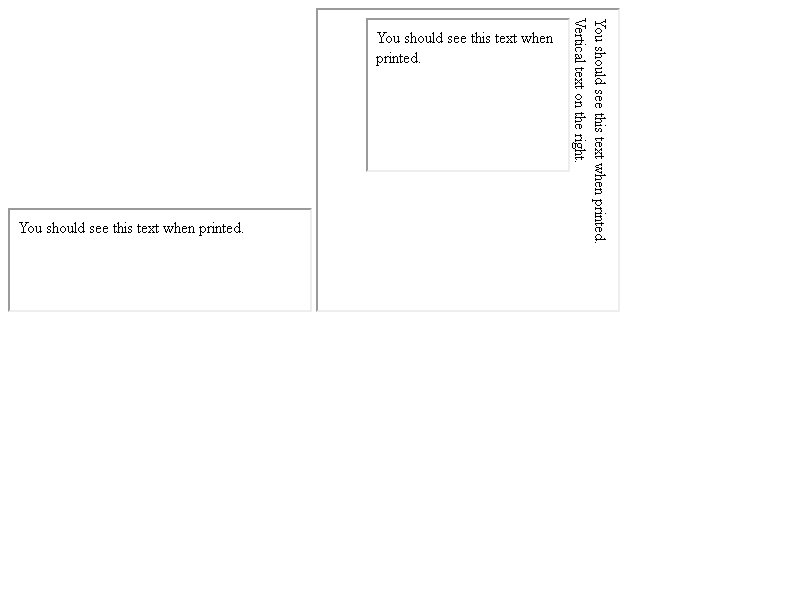 You should see this text when printed.
You should see this text when printed.
Vertical text on the right.
You should see this text when
printed.